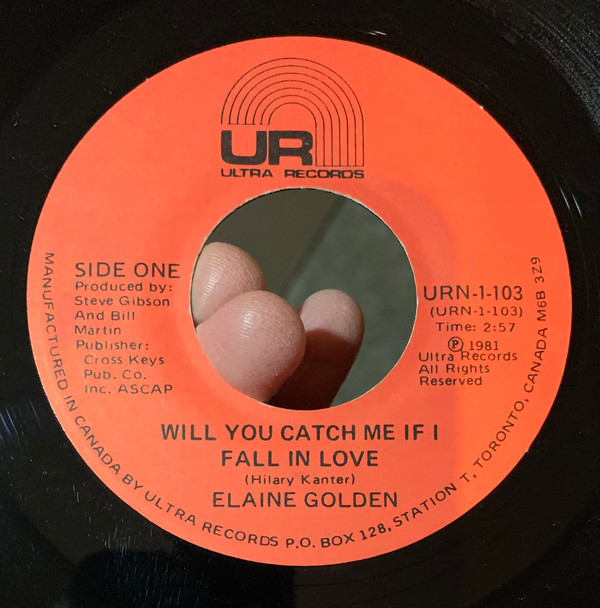 UR
ULTRA RECORDS
SIDE ONE
Produced by:
Steve Gibson
And Bill
Martin
Publisher:
Cross Keys
Pub. Co.
Inc. ASCAP
URN-1-103
(URN-1-103)
Time: 2:57
Ⓟ 1981
Ultra Records
All Rights
Reserved
WILL YOU CATCH ME IF I
FALL IN LOVE
(Hilary Kanter)
ELAINE GOLDEN
MANUFACTURED IN CANADA BY ULTRA RECORDS P.O. BOX 128, STATION T, TORONTO, CANADA M6B 3Z9